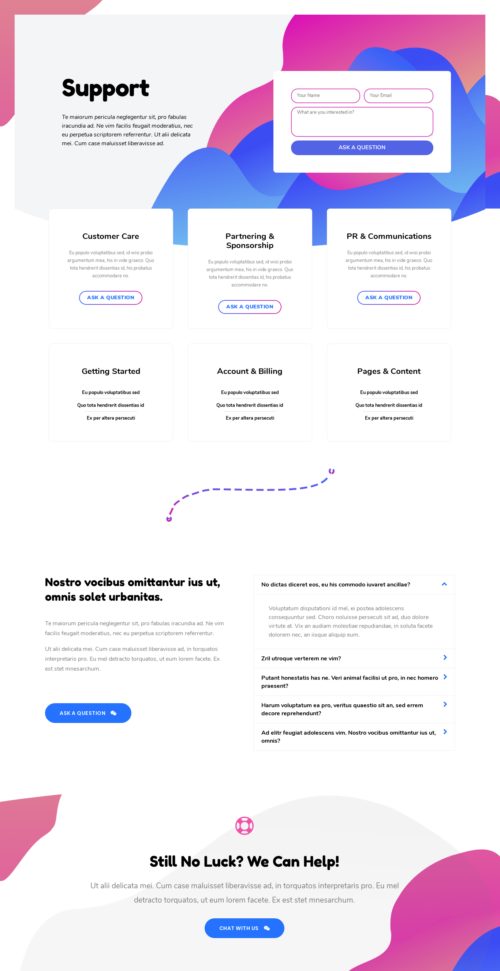 Support
Te maiorum pericula neglegentur sit, pro fabulas
iracundia ad. Ne vim facilis feugait moderatius, nec
eu perpetua scriptorem referrentur. Ut alii delicata
mei. Cum case maluisset liberavisse ad.
Your Name
Your Email
What are you interested in?
ASK A QUESTION
Customer Care
Eu populo voluptatibus sed, id wisi probo
argumentum mea, his in vide graeco. Quo
tota hendrerit dissentias id, his probatus
accommodare no.
ASK A QUESTION
Partnering &
Sponsorship
Eu populo voluptatibus sed, id wisi probo
argumentum mea, his in vide graeco. Quo
tota hendrerit dissentias id, his probatus
accommodare no.
ASK A QUESTION
PR & Communications
Eu populo voluptatibus sed, id wisi probo
argumentum mea, his in vide graeco. Quo
tota hendrerit dissentias id, his probatus
accommodare no.
ASK A QUESTION
Getting Started
Eu populo voluptatibus sed
Quo tota hendrerit dissentias id
Ex per altera persecuti
Account & Billing
Eu populo voluptatibus sed
Quo tota hendrerit dissentias id
Ex per altera persecuti
Pages & Content
Eu populo voluptatibus sed
Quo tota hendrerit dissentias id
Ex per altera persecuti
Nostro vocibus omittantur ius ut,
omnis solet urbanitas.
Te maiorum pericula neglegentur sit, pro fabulas iracundia ad. Ne vim
facilis feugait moderatius, nec eu perpetua scriptorem referrentur.
Ut alii delicata mei. Cum case maluisset liberavisse ad, in torquatos
interpretaris pro. Eu mel detracto torquatos, ut eum lorem facete. Ex
est srei mnesarchum.
ASK A QUESTION
No dictas diceret eos, eu his commodo iuvaret ancillae?
Voluptatum disputationi id mei, ei postea adolescens
consequuntur sed. Choro noluisse persecuti sit ad, duo dolore
virtute at. Vix an audiam molestiae repudiandae, in soluta facete
dolorem nec, an iisque aliquip eum.
Zril utroque verterem ne vim?
Putant honestatis has ne. Veri animal facilisi ut pro, in nec homero
praesent?
Harum voluptatum ea pro, veritus quaestio sit an, sed errem
decore reprehendunt?
Ad elitr feugiat adolescens vim. Nostro vocibus omittantur ius ut,
omnis?
Still No Luck? We Can Help!
Ut alii delicata mei. Cum case maluisset liberavisse ad, in torquatos interpretaris pro. Eu mel
detracto torquatos, ut eum lorem facete. Ex est mnesarchum.
CHAT WITH US